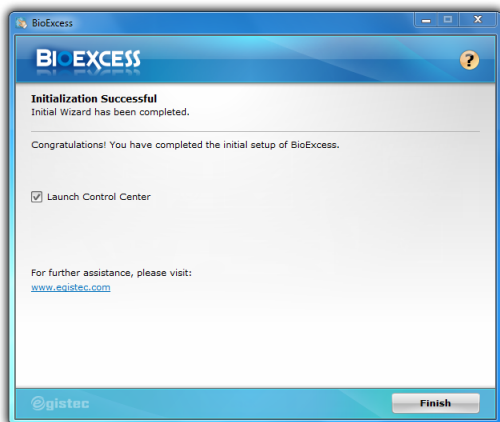 BioExcess
BIOEXCESS
?
Initialization Successful
Initial Wizard has been completed.
Congratulations! You have completed the initial setup of BioExcess.
Launch Control Center
For further assistance, please visit:
www.egistec.com
egistec
Finish